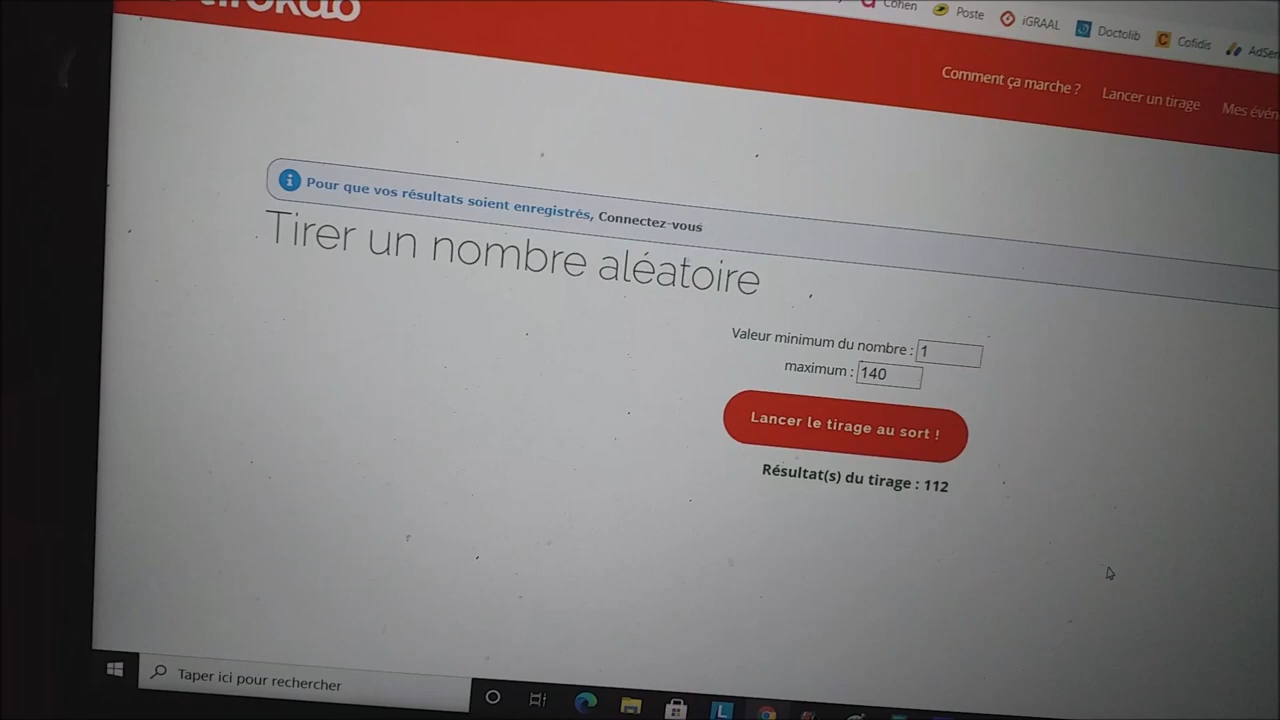 Cohen Poste iGRAAL Doctolib Cofidis
Comment ça marche ? Lancer un tirage Mes
Pour que vos résultats soient enregistrés, Connectez-vous
Tirer un nombre aléatoire
Valeur minimum du nombre : 1
maximum : 140
Lancer le tirage au sort !
Résultat(s) du tirage : 112
Taper ici pour rechercher